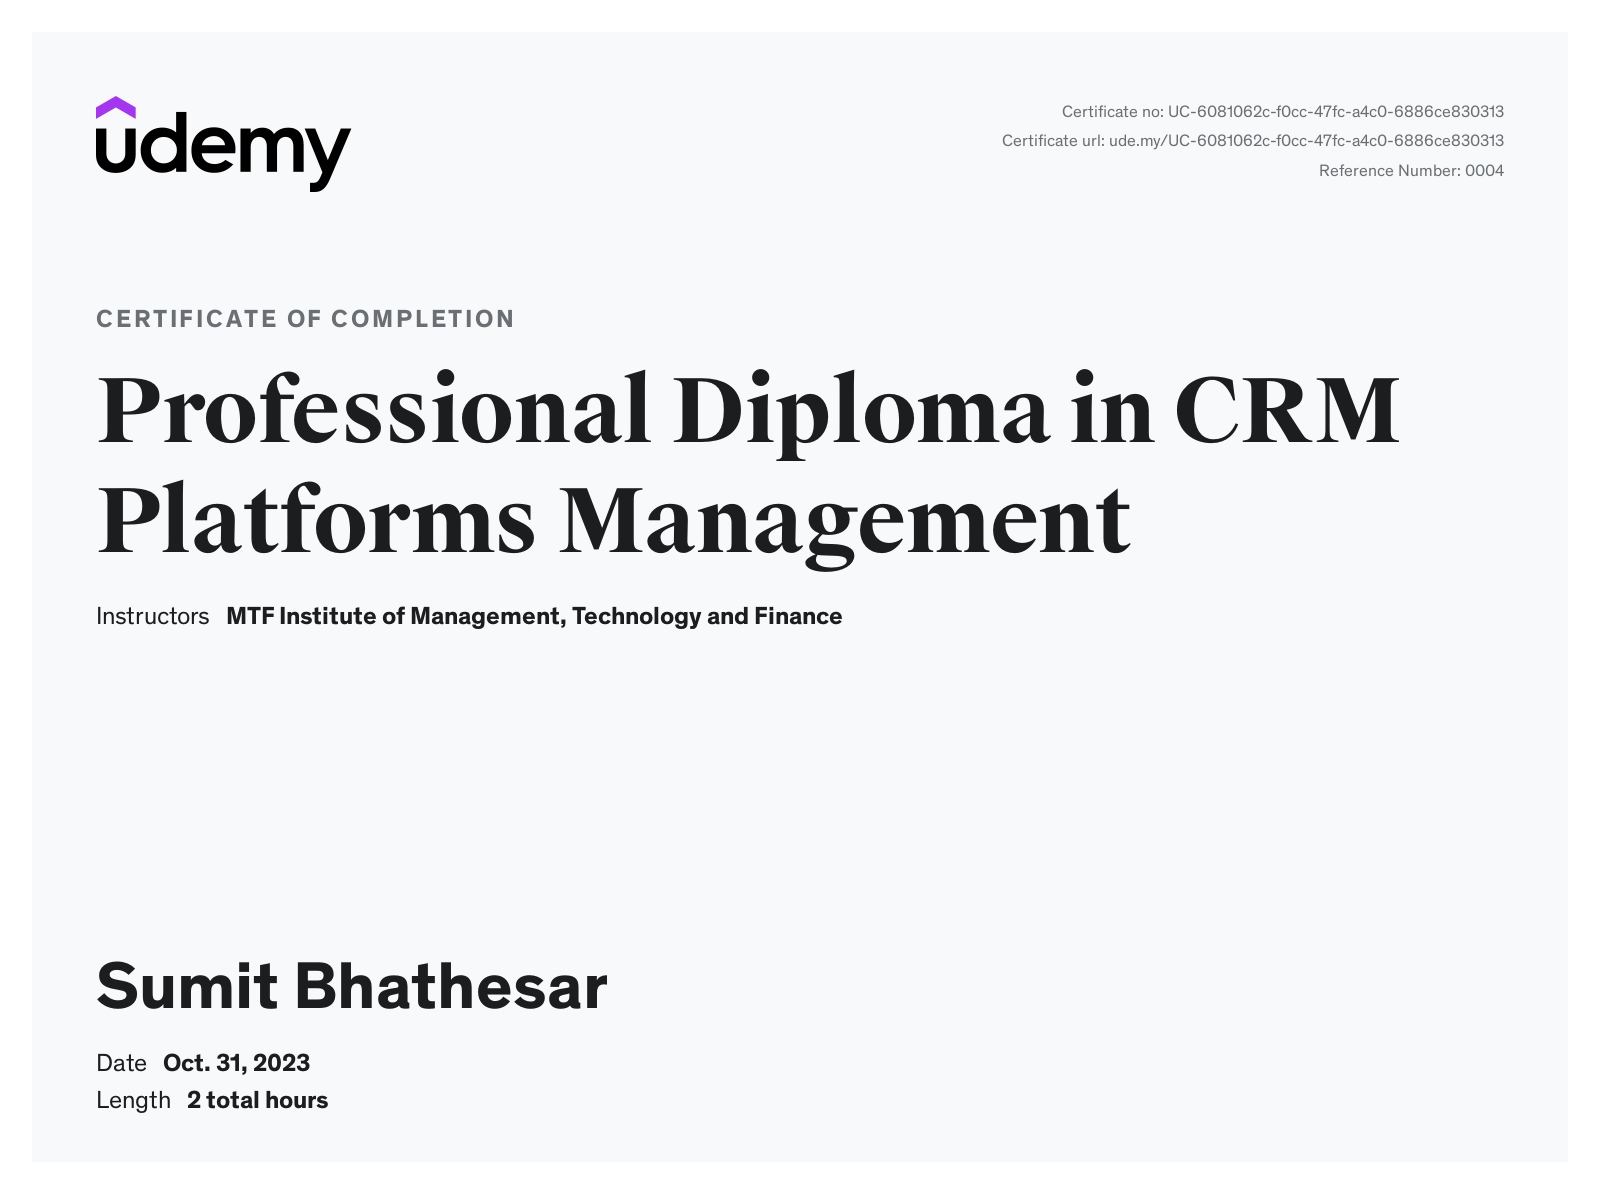 udemy
Certificate no: UC-6081062c-f0cc-47fc-a4c0-6886ce830313
Certificate url: ude.my/UC-6081062c-f0cc-47fc-a4c0-6886ce830313
Reference Number: 0004
CERTIFICATE OF COMPLETION
Professional Diploma in CRM
Platforms Management
Instructors MTF Institute of Management, Technology and Finance
Sumit Bhathesar
Date Oct. 31, 2023
Length 2 total hours